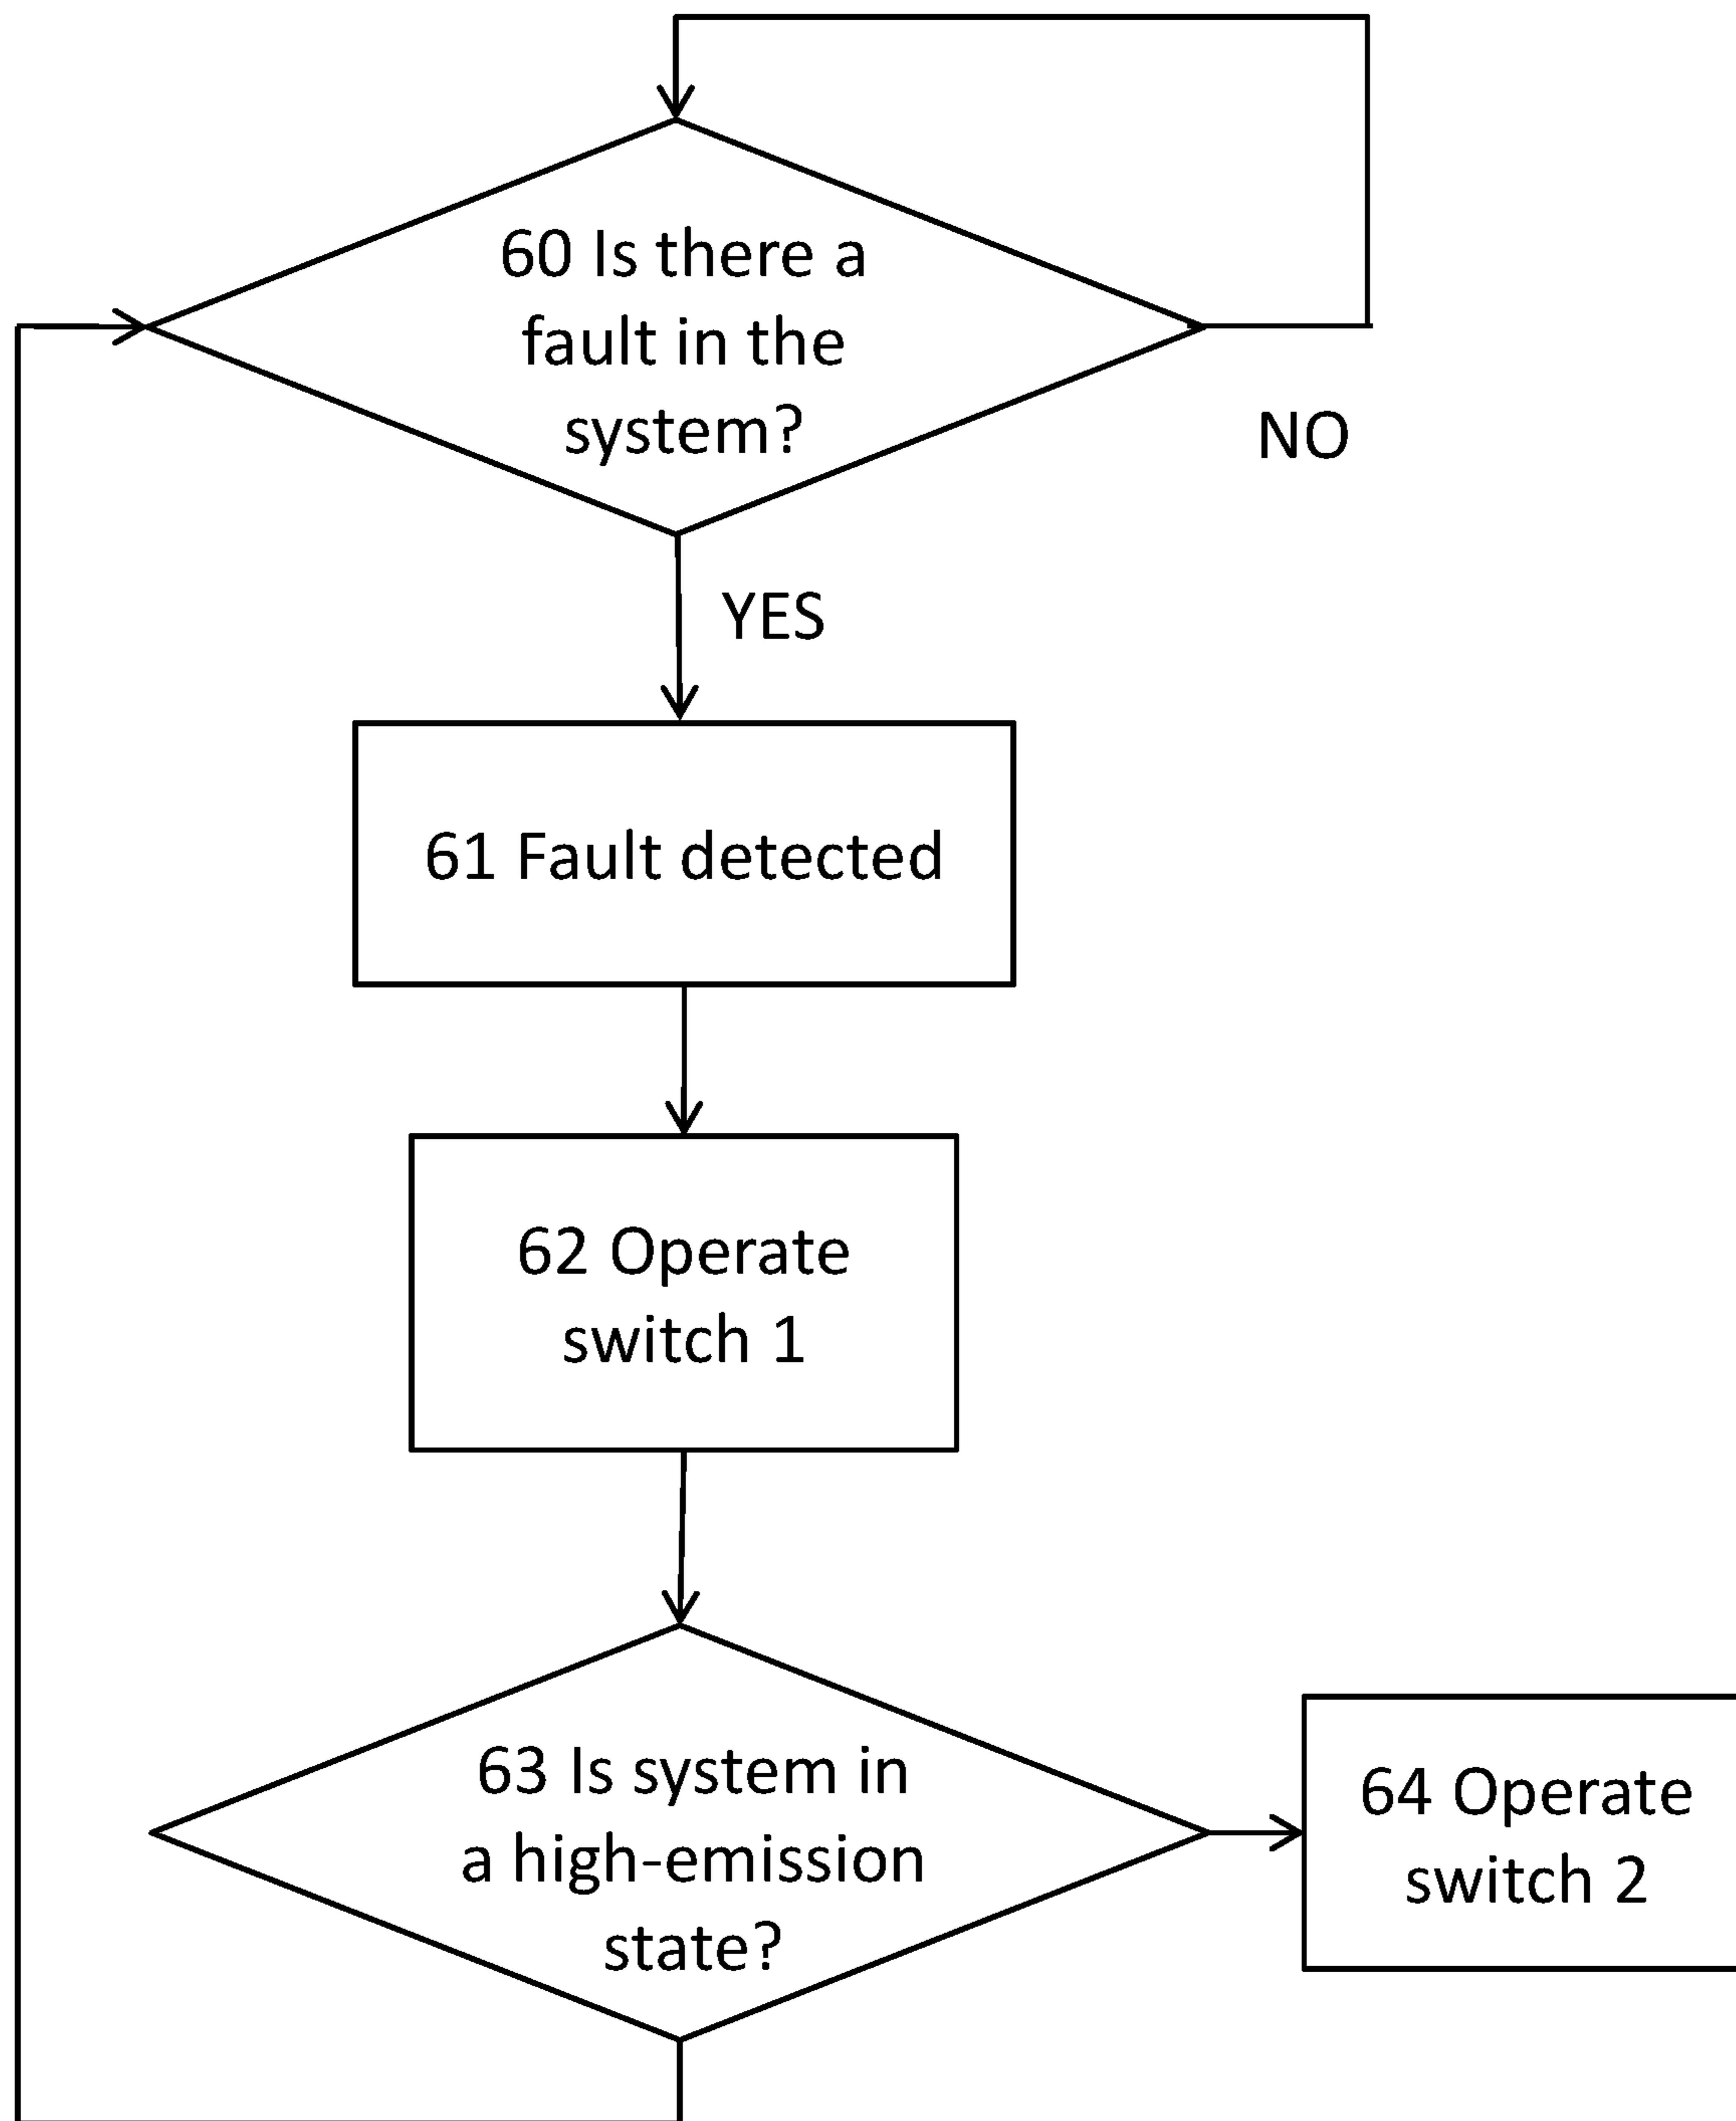 60 Is there a
fault in the
system?
NO
YES
61 Fault detected
62 Operate
switch 1
63 Is system in
a high-emission
state?
64 Operate
switch 2